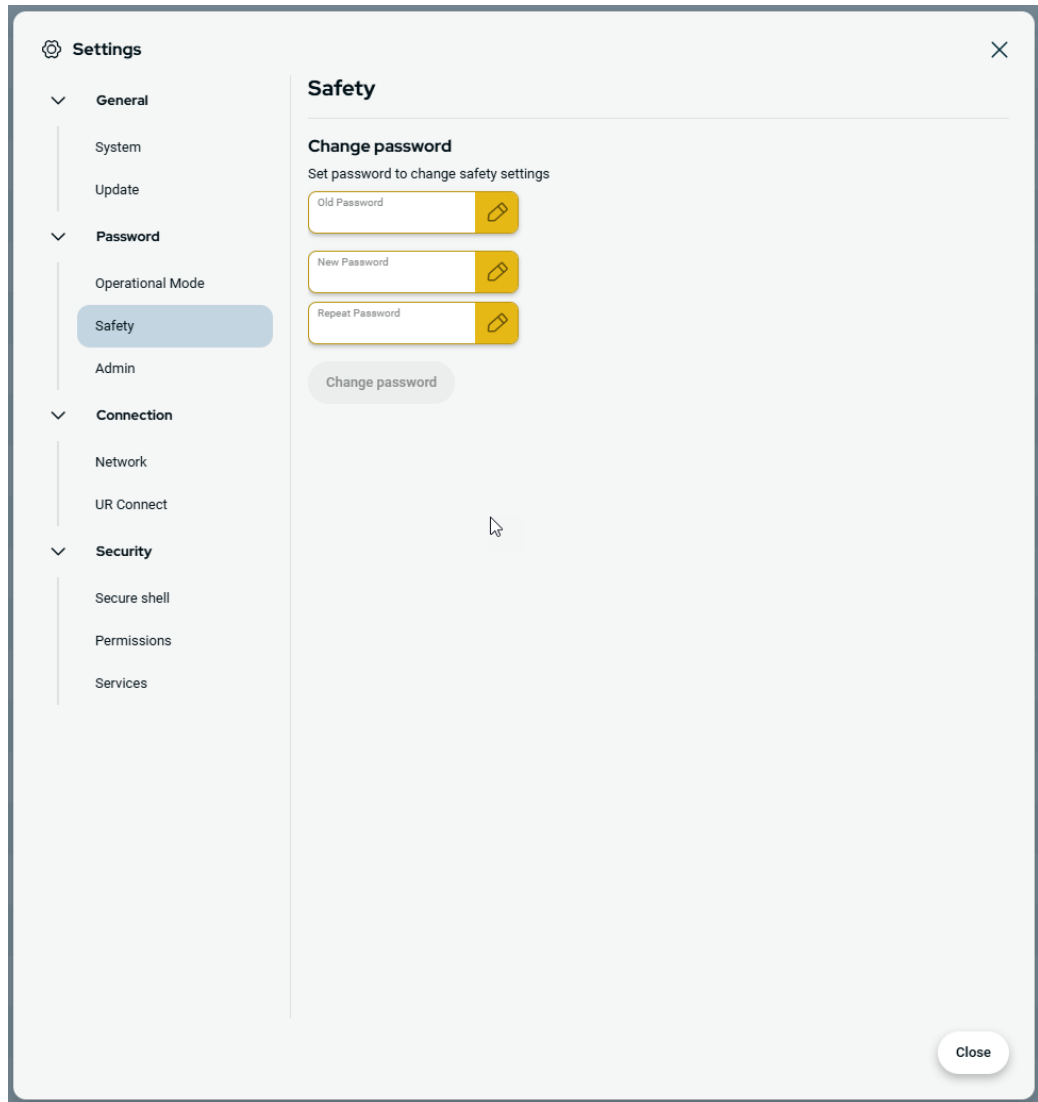 Settings
General
System
Update
Password
Operational Mode
Safety
Admin
Connection
Network
UR Connect
Security
Secure shell
Permissions
Services
Safety
Change password
Set password to change safety settings
Old Password
New Password
Repeat Password
Change password
Close